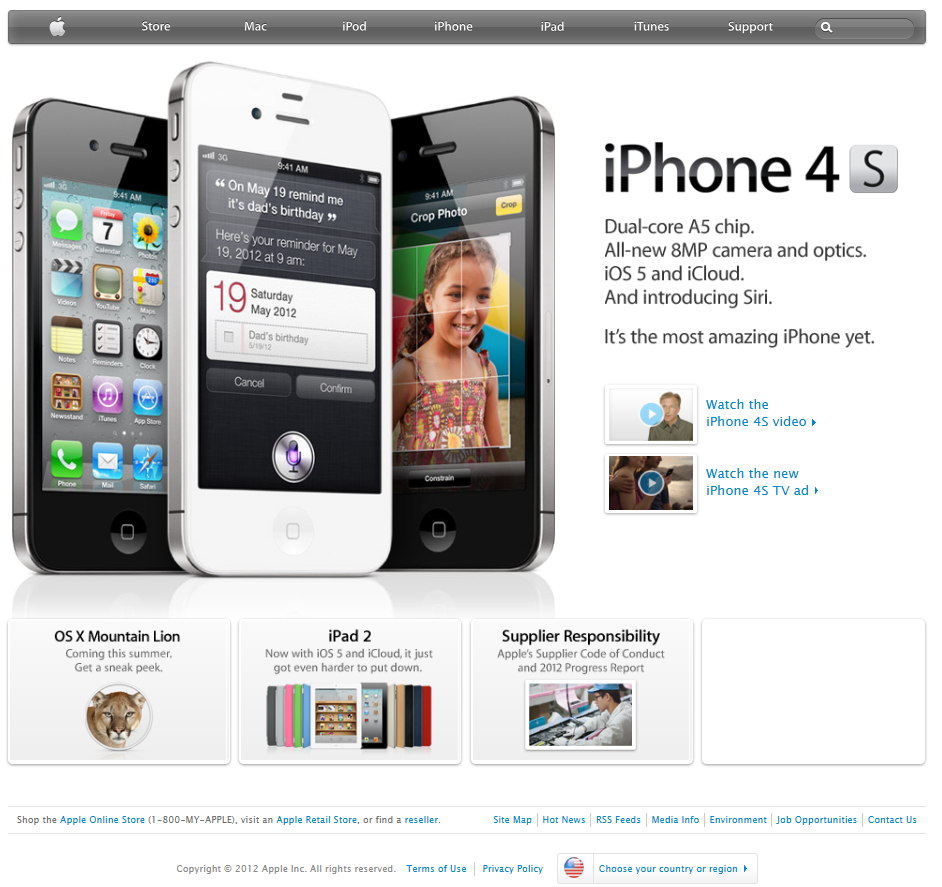 Store
Mac
iPod
iPhone
iPad
iTunes
Support
3G
9:41 AM
Messages
Friday
7
Calendar
Photos
280
Videos
YouTube
Maps
Notes
Reminders
Clock
Newsstand
iTunes
App Store
Phone
Mail
Safari
3G
9:41 AM
“ On May 19 remind me
it's dad's birthday ”
Here's your reminder for May
19, 2012 at 9 am:
19
Saturday
May 2012
Dad's birthday
5/19/12
Cancel
Confirm
9:41 AM
Crop Photo
Crop
Constrain
iPhone 4 S
Dual-core A5 chip.
All-new 8MP camera and optics.
iOS 5 and iCloud.
And introducing Siri.
It's the most amazing iPhone yet.
Watch the
iPhone 4S video
Watch the new
iPhone 4S TV ad
OS X Mountain Lion
Coming this summer.
Get a sneak peek.
iPad 2
Now with iOS 5 and iCloud, it just
got even harder to put down.
Supplier Responsibility
Apple's Supplier Code of Conduct
and 2012 Progress Report
Shop the Apple Online Store (1-800-MY-APPLE), visit an Apple Retail Store, or find a reseller.
Site Map
Hot News
RSS Feeds
Media Info
Environment
Job Opportunities
Contact Us
Copyright © 2012 Apple Inc. All rights reserved.
Terms of Use
Privacy Policy
Choose your country or region